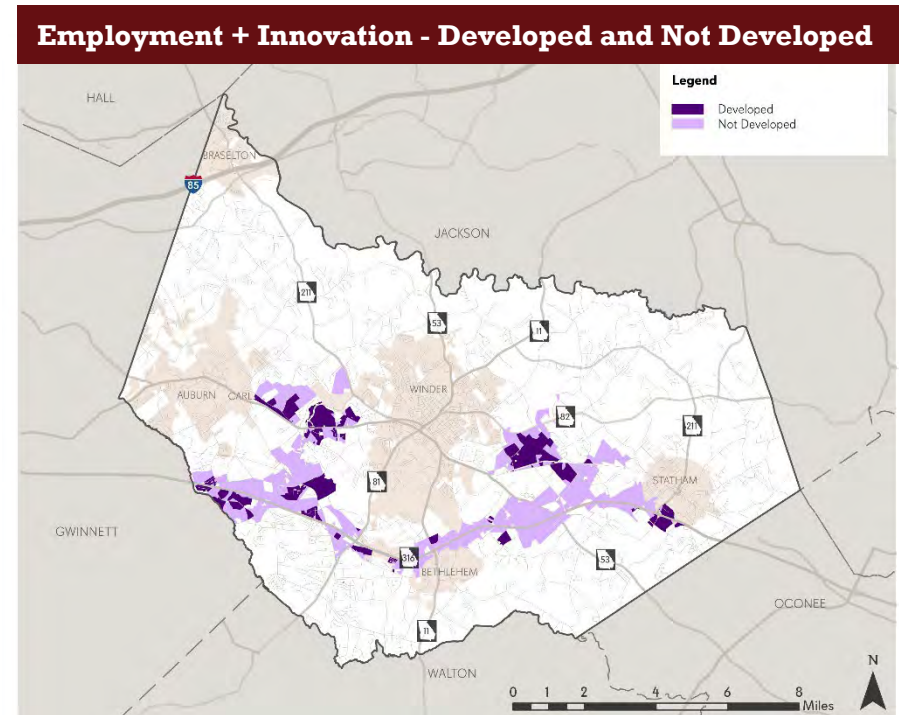 Employment + Innovation - Developed and Not Developed
Legend
Developed
Not Developed
HALL
BRASELTON
85
JACKSON
211
53
11
AUBURN
CARL
WINDER
82
211
81
STATHAM
GWINNETT
316
BETHLEHEM
53
OCONEE
11
WALTON
N
0 1 2 4 6 8
Miles